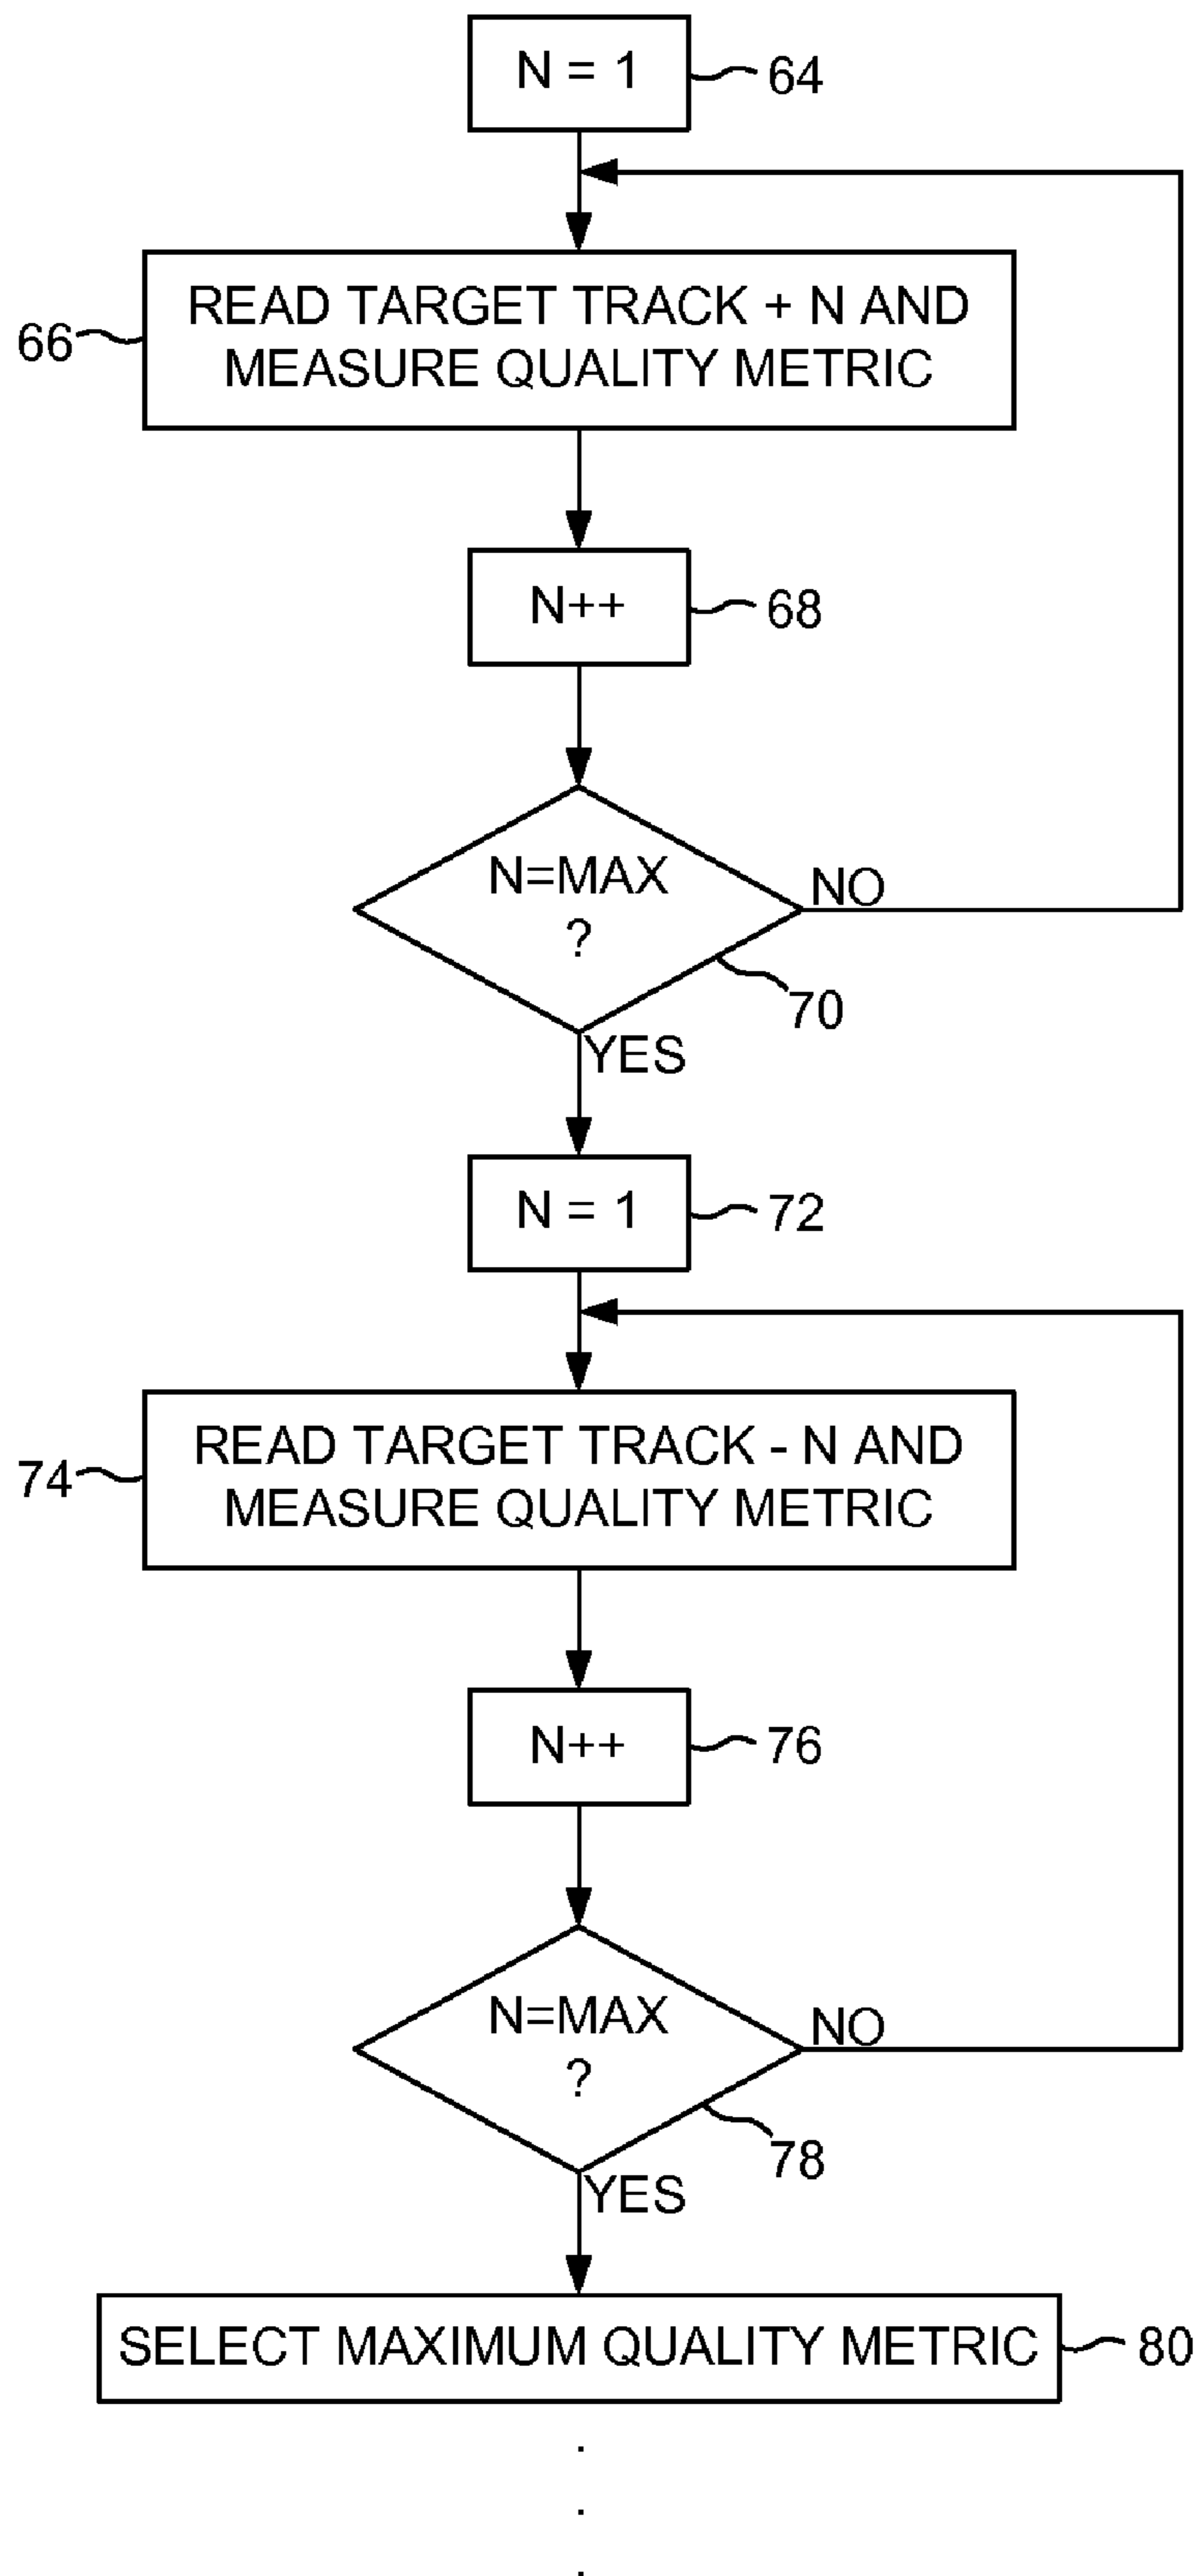 N = 1
64
READ TARGET TRACK + N AND
MEASURE QUALITY METRIC
66
N++
68
N=MAX
?
NO
70
YES
N = 1
72
READ TARGET TRACK - N AND
MEASURE QUALITY METRIC
74
N++
76
N=MAX
?
NO
78
YES
SELECT MAXIMUM QUALITY METRIC
80